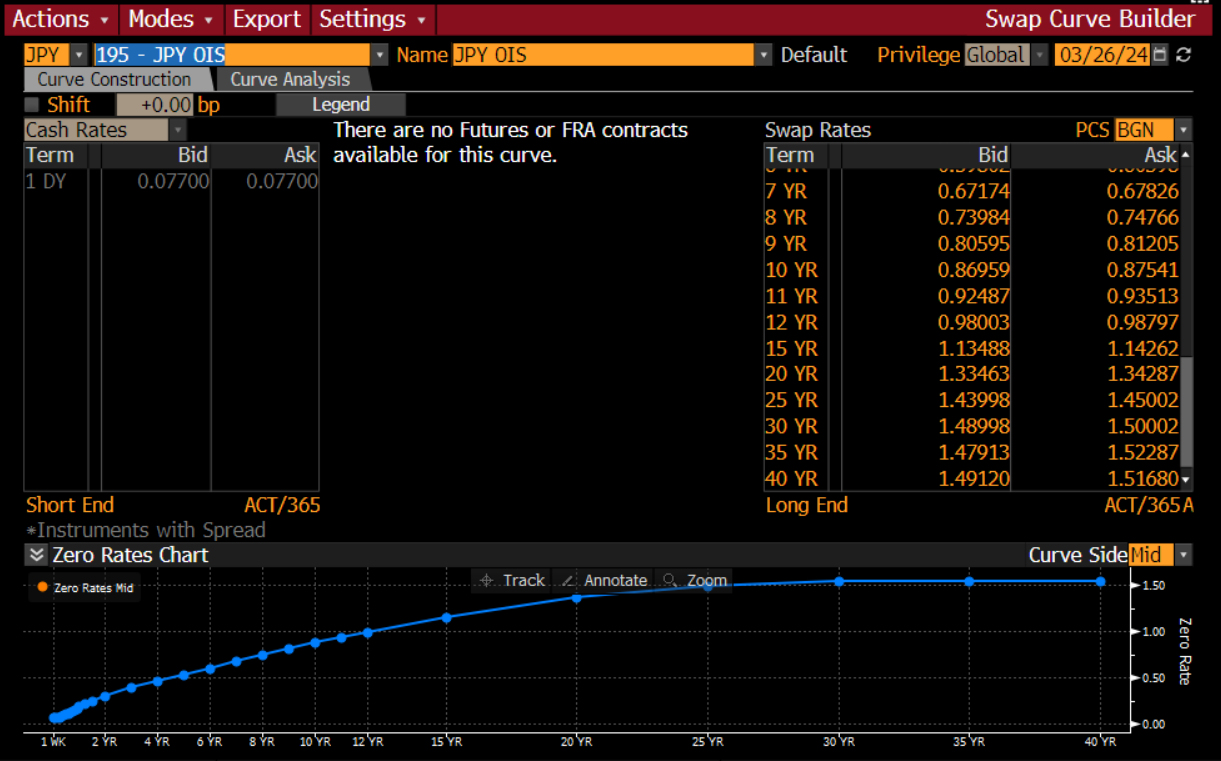 Actions Modes Export Settings Swap Curve Builder
JPY 195 - JPY OIS Name JPY OIS Default Privilege Global 03/26/24
Curve Construction Curve Analysis
Shift +0.00 bp Legend
Cash Rates There are no Futures or FRA contracts Swap Rates PCS BGN
Term Bid Ask available for this curve. Term Bid Ask
1 DY 0.07700 0.07700
7 YR 0.67174 0.67826
8 YR 0.73984 0.74766
9 YR 0.80595 0.81205
10 YR 0.86959 0.87541
11 YR 0.92487 0.93513
12 YR 0.98003 0.98797
15 YR 1.13488 1.14262
20 YR 1.33463 1.34287
25 YR 1.43998 1.45002
30 YR 1.48998 1.50002
35 YR 1.47913 1.52287
40 YR 1.49120 1.51680
Short End ACT/365 Long End ACT/365 A
*Instruments with Spread
Zero Rates Chart Curve Side Mid
Track Annotate Zoom
Zero Rates Mid
1.50
1.00
0.50
0.00
Zero Rate
1 WK 2 YR 4 YR 6 YR 8 YR 10 YR 12 YR 15 YR 20 YR 25 YR 30 YR 35 YR 40 YR